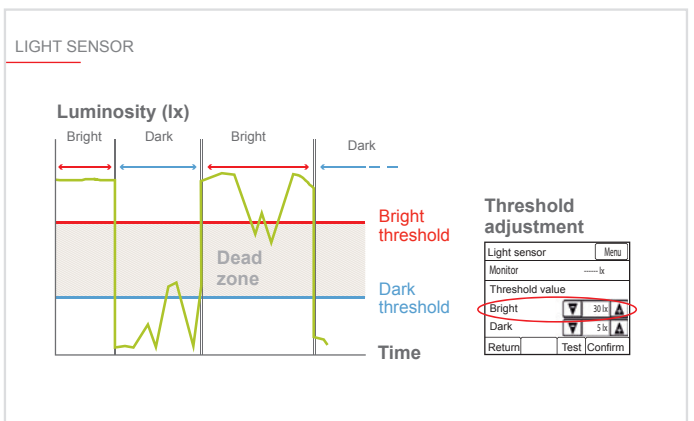 LIGHT SENSOR
Luminosity (lx)
Bright Dark Bright Dark
Bright
threshold
Dead
zone
Dark
threshold
Time
Threshold
adjustment
Light sensor Menu
Monitor ------ lx
Threshold value
Bright 30 lx
Dark 5 lx
Return Test Confirm